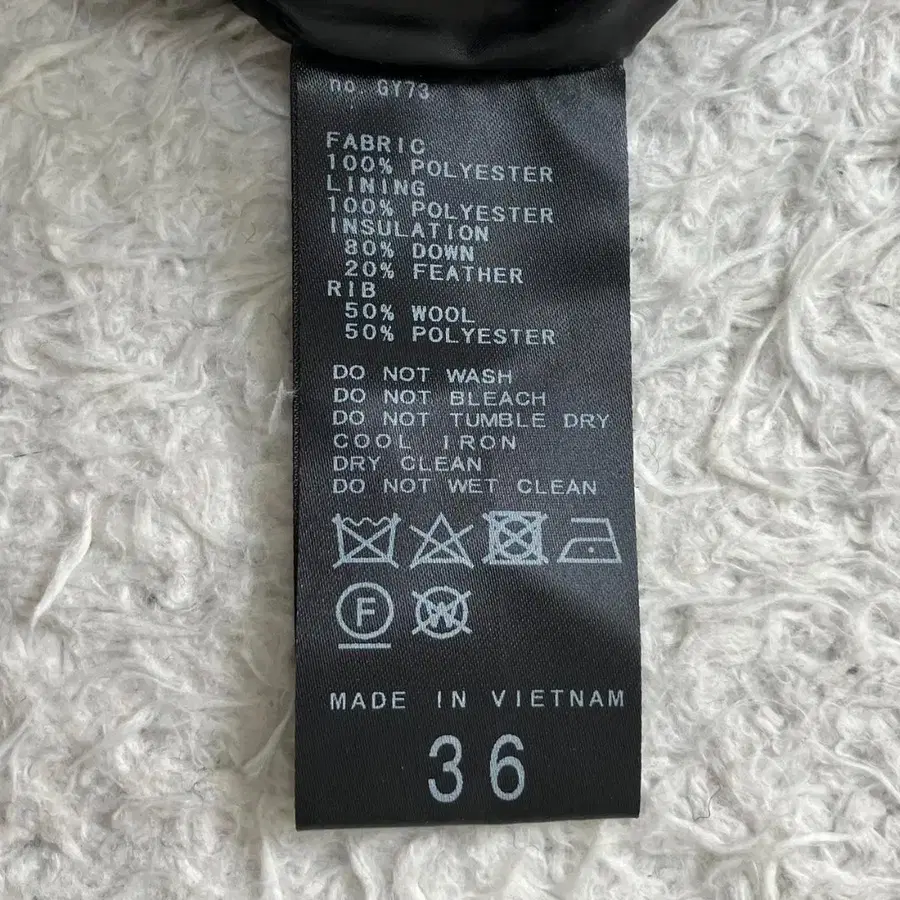 no. GY73
FABRIC
100% POLYESTER
LINING
100% POLYESTER
INSULATION
80% DOWN
20% FEATHER
RIB
50% WOOL
50% POLYESTER
DO NOT WASH
DO NOT BLEACH
DO NOT TUMBLE DRY
COOL IRON
DRY CLEAN
DO NOT WET CLEAN
F W
MADE IN VIETNAM
36